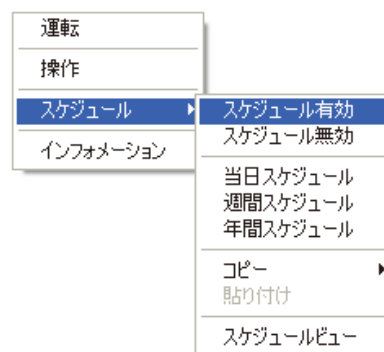 運転
操作
スケジュール
インフォメーション
スケジュール有効
スケジュール無効
当日スケジュール
週間スケジュール
年間スケジュール
コピー
貼り付け
スケジュールビュー